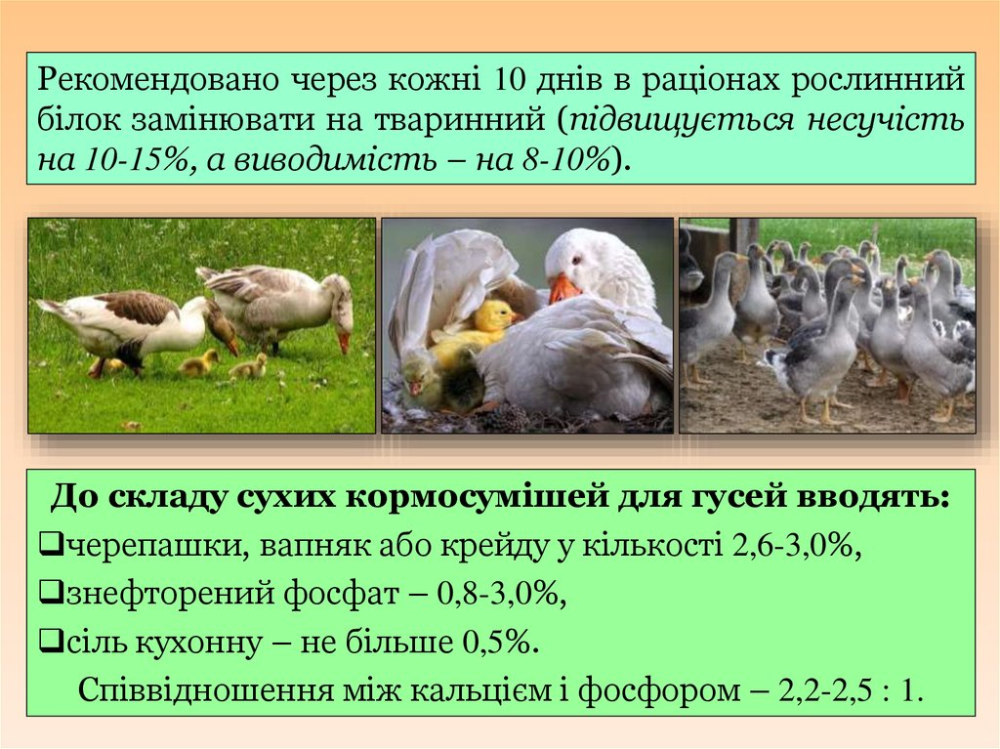 Рекомендовано через кожні 10 днів в раціонах рослинний
білок замінювати на тваринний (підвищується несучість
на 10-15%, а виводимість – на 8-10%).
До складу сухих кормосумішей для гусей вводять:
❑черепашки, вапняк або крейду у кількості 2,6-3,0%,
❑знефторений фосфат – 0,8-3,0%,
❑сіль кухонну – не більше 0,5%.
Співвідношення між кальцієм і фосфором – 2,2-2,5 : 1.